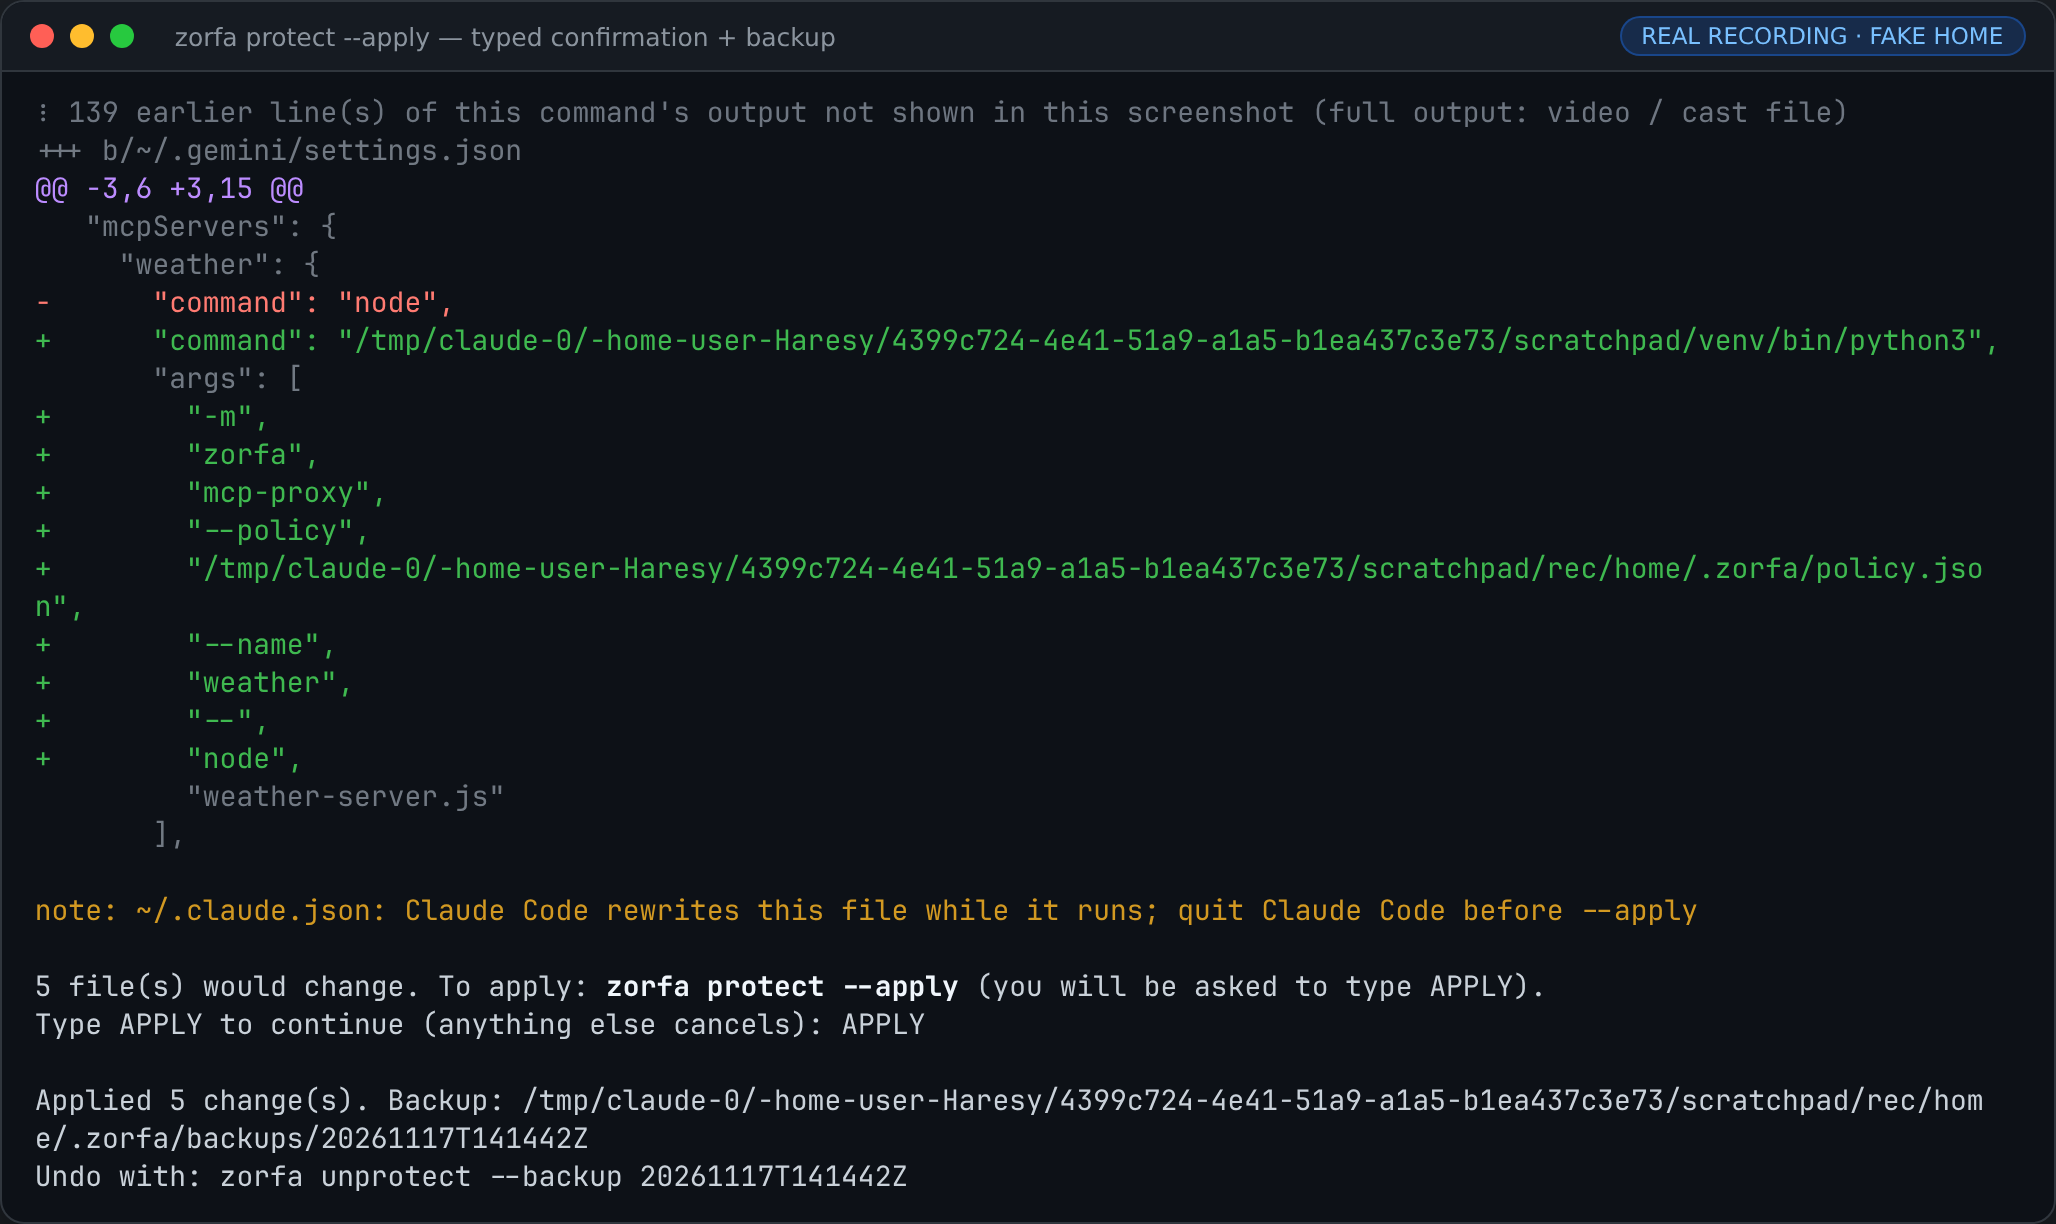 zorfa protect --apply — typed confirmation + backup
REAL RECORDING · FAKE HOME
⋮ 139 earlier line(s) of this command's output not shown in this screenshot (full output: video / cast file)
+++ b/~/.gemini/settings.json
@@ -3,6 +3,15 @@
   "mcpServers": {
     "weather": {
-      "command": "node",
+      "command": "/tmp/claude-0/-home-user-Haresy/4399c724-4e41-51a9-a1a5-b1ea437c3e73/scratchpad/venv/bin/python3",
       "args": [
+        "-m",
+        "zorfa",
+        "mcp-proxy",
+        "--policy",
+        "/tmp/claude-0/-home-user-Haresy/4399c724-4e41-51a9-a1a5-b1ea437c3e73/scratchpad/rec/home/.zorfa/policy.jso
n",
+        "--name",
+        "weather",
+        "--",
+        "node",
         "weather-server.js"
       ],
note: ~/.claude.json: Claude Code rewrites this file while it runs; quit Claude Code before --apply
5 file(s) would change. To apply: zorfa protect --apply (you will be asked to type APPLY).
Type APPLY to continue (anything else cancels): APPLY
Applied 5 change(s). Backup: /tmp/claude-0/-home-user-Haresy/4399c724-4e41-51a9-a1a5-b1ea437c3e73/scratchpad/rec/hom
e/.zorfa/backups/20261117T141442Z
Undo with: zorfa unprotect --backup 20261117T141442Z